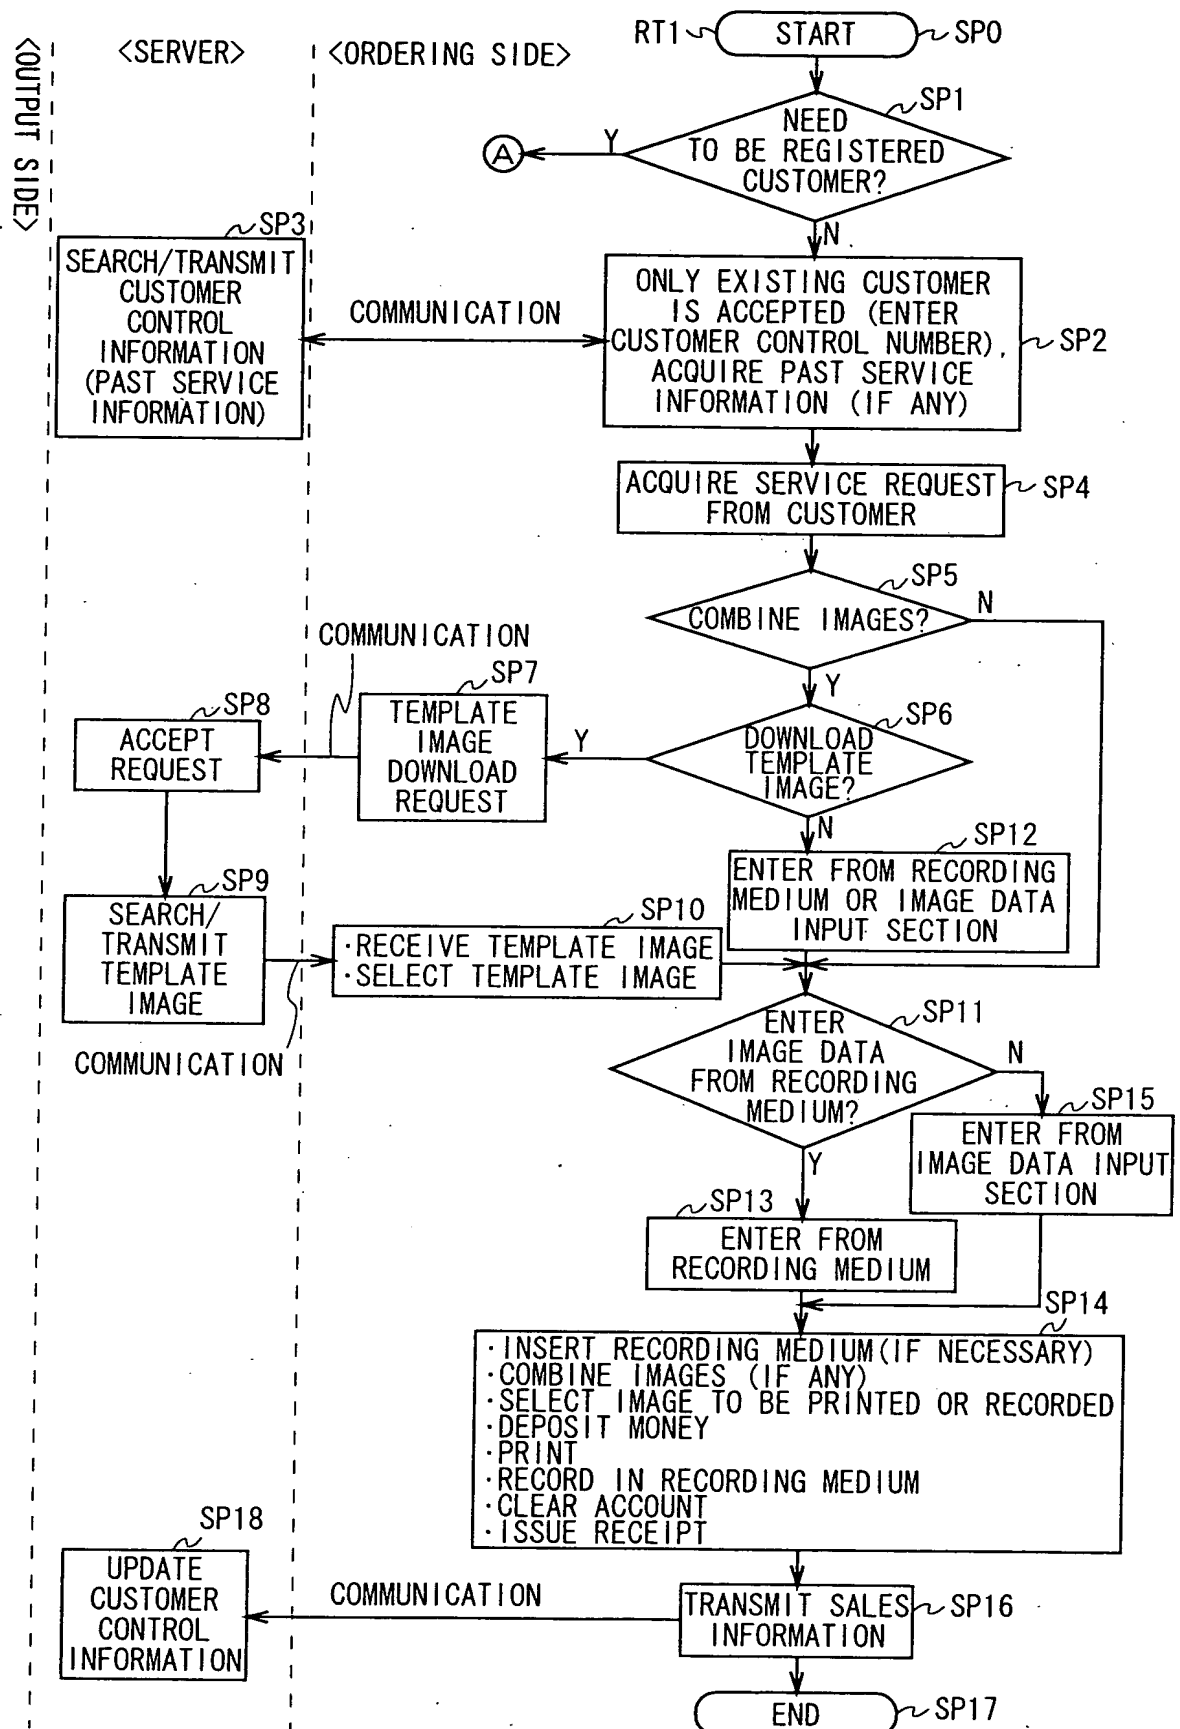 <OUTPUT SIDE>
<SERVER>
<ORDERING SIDE>
RT1
START
SP0
SP1
NEED
TO BE REGISTERED
CUSTOMER?
Y
A
N
SP3
SEARCH/TRANSMIT
CUSTOMER
CONTROL
INFORMATION
(PAST SERVICE
INFORMATION)
COMMUNICATION
ONLY EXISTING CUSTOMER
IS ACCEPTED (ENTER
CUSTOMER CONTROL NUMBER),
ACQUIRE PAST SERVICE
INFORMATION (IF ANY)
SP2
ACQUIRE SERVICE REQUEST
FROM CUSTOMER
SP4
SP5
COMBINE IMAGES?
N
Y
COMMUNICATION
SP6
DOWNLOAD
TEMPLATE
IMAGE?
Y
N
SP7
TEMPLATE
IMAGE
DOWNLOAD
REQUEST
SP8
ACCEPT
REQUEST
SP12
ENTER FROM RECORDING
MEDIUM OR IMAGE DATA
INPUT SECTION
SP9
SEARCH/
TRANSMIT
TEMPLATE
IMAGE
COMMUNICATION
SP10
·RECEIVE TEMPLATE IMAGE
·SELECT TEMPLATE IMAGE
SP11
ENTER
IMAGE DATA
FROM RECORDING
MEDIUM?
N
Y
SP15
ENTER FROM
IMAGE DATA INPUT
SECTION
SP13
ENTER FROM
RECORDING MEDIUM
SP14
·INSERT RECORDING MEDIUM(IF NECESSARY)
·COMBINE IMAGES (IF ANY)
·SELECT IMAGE TO BE PRINTED OR RECORDED
·DEPOSIT MONEY
·PRINT
·RECORD IN RECORDING MEDIUM
·CLEAR ACCOUNT
·ISSUE RECEIPT
SP18
UPDATE
CUSTOMER
CONTROL
INFORMATION
COMMUNICATION
TRANSMIT SALES
INFORMATION
SP16
END
SP17